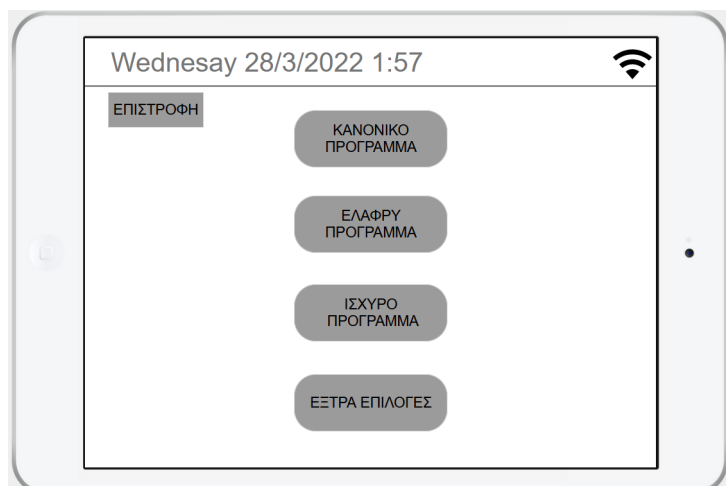 Wednesay 28/3/2022 1:57
ΕΠΙΣΤΡΟΦΗ
ΚΑΝΟΝΙΚΟ
ΠΡΟΓΡΑΜΜΑ
ΕΛΑΦΡΥ
ΠΡΟΓΡΑΜΜΑ
ΙΣΧΥΡΟ
ΠΡΟΓΡΑΜΜΑ
ΕΞΤΡΑ ΕΠΙΛΟΓΕΣ